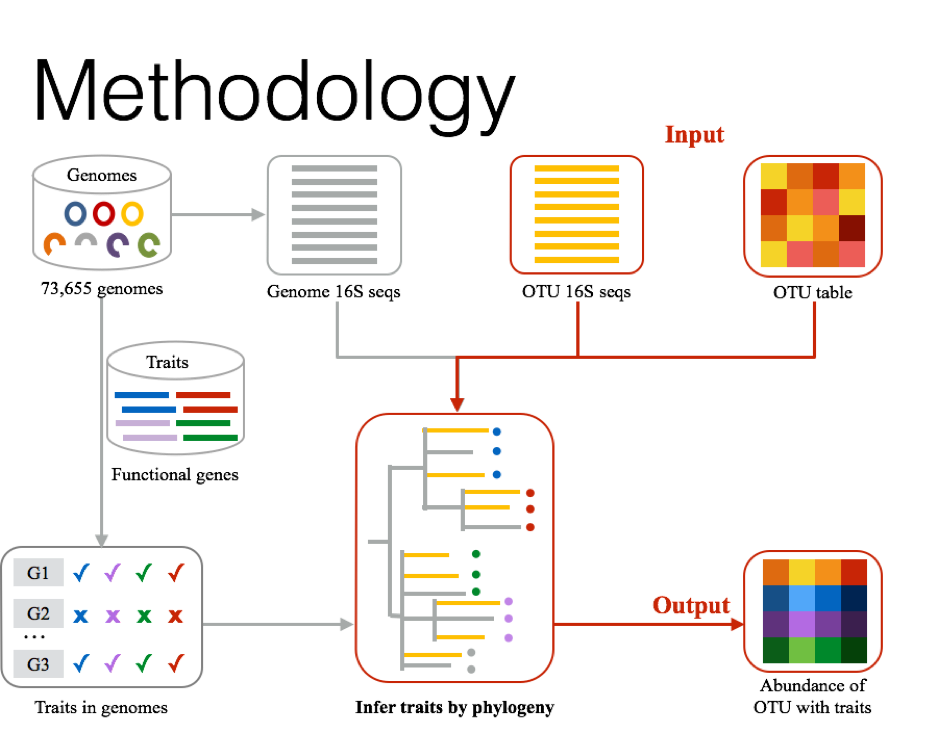 Methodology
Input
Genomes
73,655 genomes
Genome 16S seqs
OTU 16S seqs
OTU table
Traits
Functional genes
G1
G2
...
G3
Traits in genomes
Infer traits by phylogeny
Output
Abundance of
OTU with traits